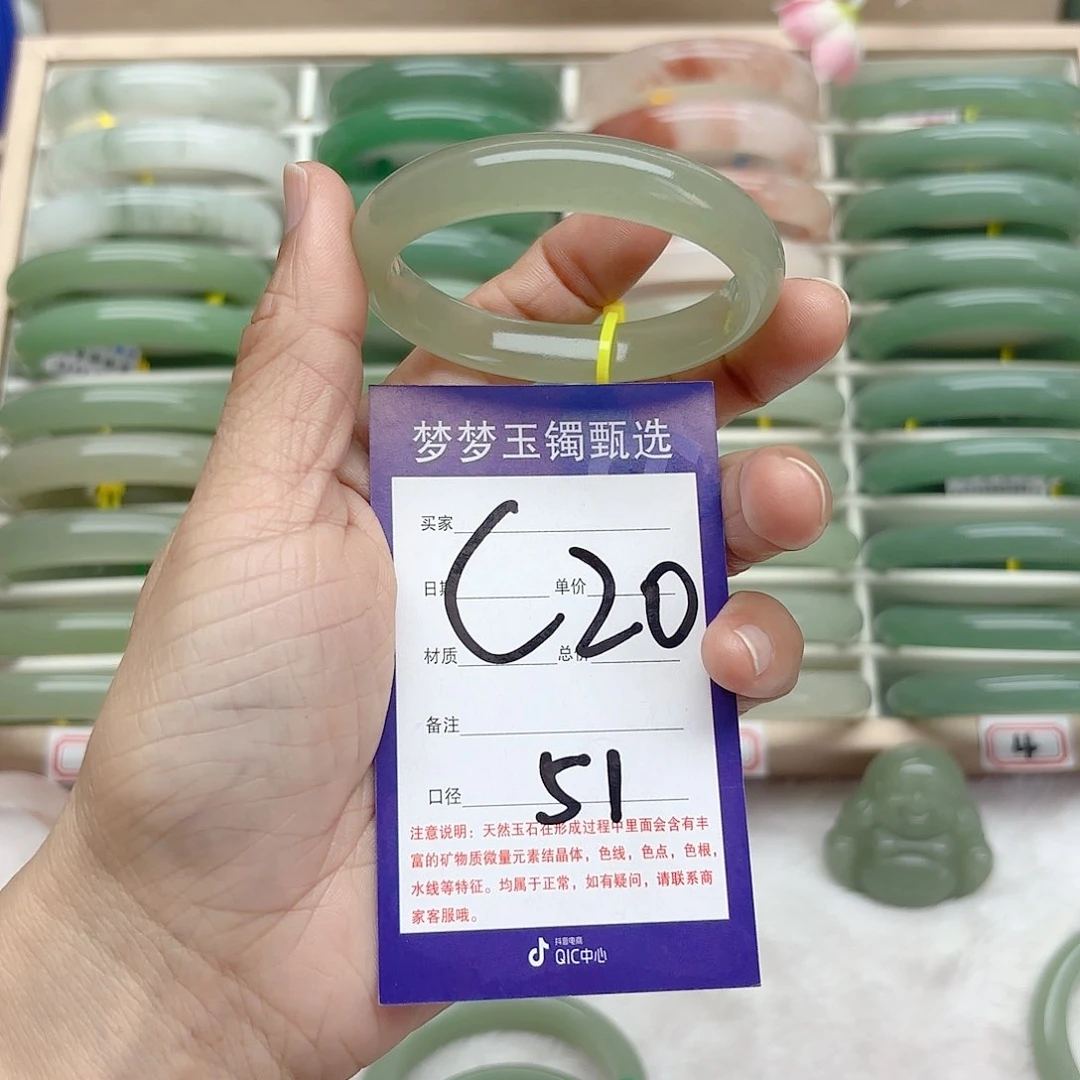 梦梦玉镯甄选
买家
C20
日期 单价
材质 总价
备注
口径 51
注意说明：天然玉石在形成过程中里面会含有丰
富的矿物质微量元素结晶体，色线，色点，色根，
水线等特征。均属于正常，如有疑问，请联系商
家客服哦。
抖音电商
QIC中心
4